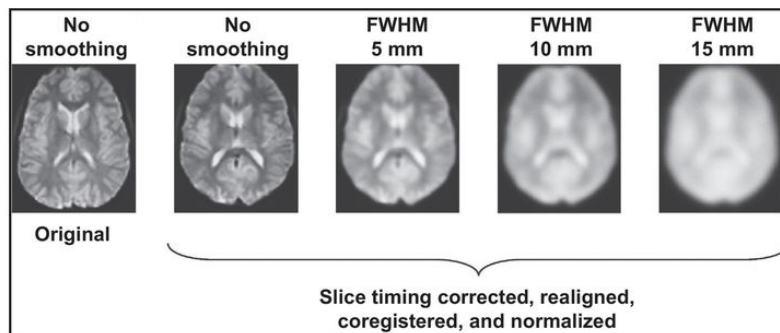 No
smoothing
No
smoothing
FWHM
5 mm
FWHM
10 mm
FWHM
15 mm
Original
Slice timing corrected, realigned,
coregistered, and normalized